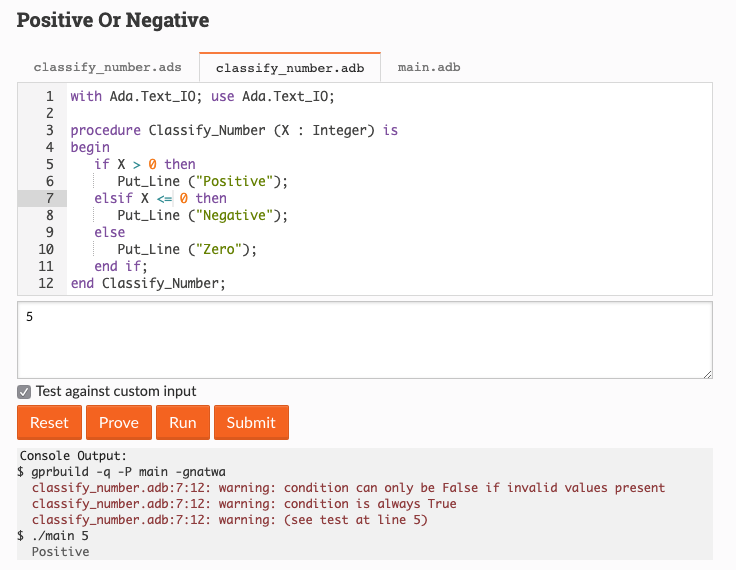 Positive Or Negative
classify_number.ads classify_number.adb main.adb
1 with Ada.Text_IO; use Ada.Text_IO;
2
3 procedure Classify_Number (X : Integer) is
4 begin
5 if X > 0 then
6 Put_Line ("Positive");
7 elsif X <= 0 then
8 Put_Line ("Negative");
9 else
10 Put_Line ("Zero");
11 end if;
12 end Classify_Number;
5
Test against custom input
Reset Prove Run Submit
Console Output:
$ gprbuild -q -P main -gnatwa
classify_number.adb:7:12: warning: condition can only be False if invalid values present
classify_number.adb:7:12: warning: condition is always True
classify_number.adb:7:12: warning: (see test at line 5)
$ ./main 5
Positive